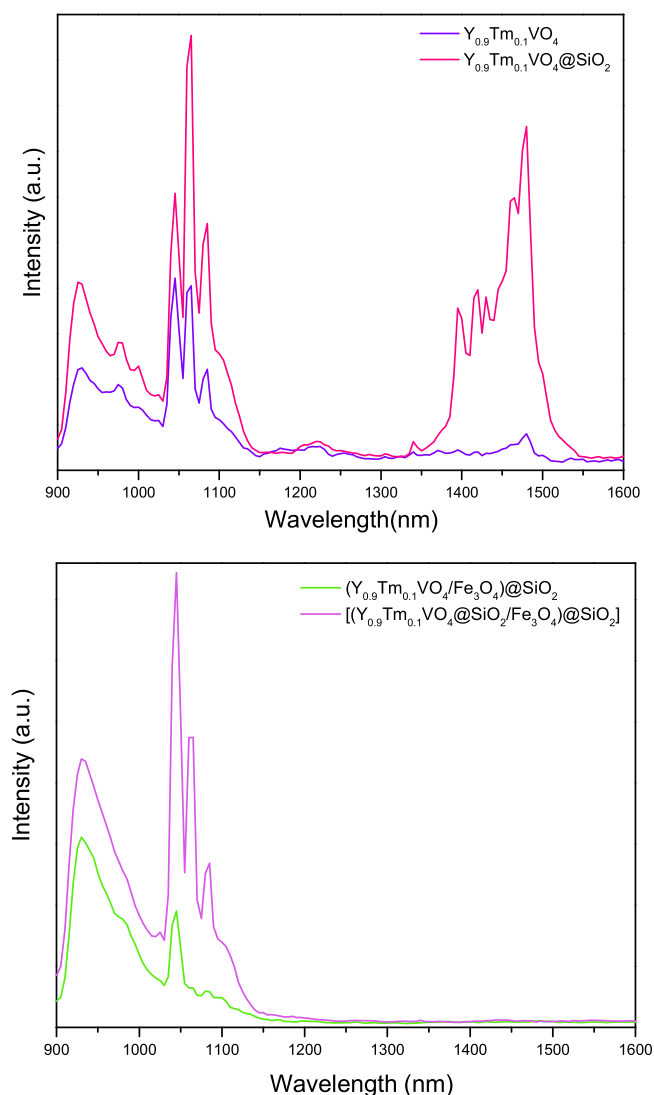 Y0.9Tm0.1VO4
Y0.9Tm0.1VO4@SiO2
Intensity (a.u.)
900 1000 1100 1200 1300 1400 1500 1600
Wavelength(nm)
(Y0.9Tm0.1VO4/Fe3O4)@SiO2
[(Y0.9Tm0.1VO4@SiO2/Fe3O4)@SiO2]
Intensity (a.u.)
900 1000 1100 1200 1300 1400 1500 1600
Wavelength (nm)